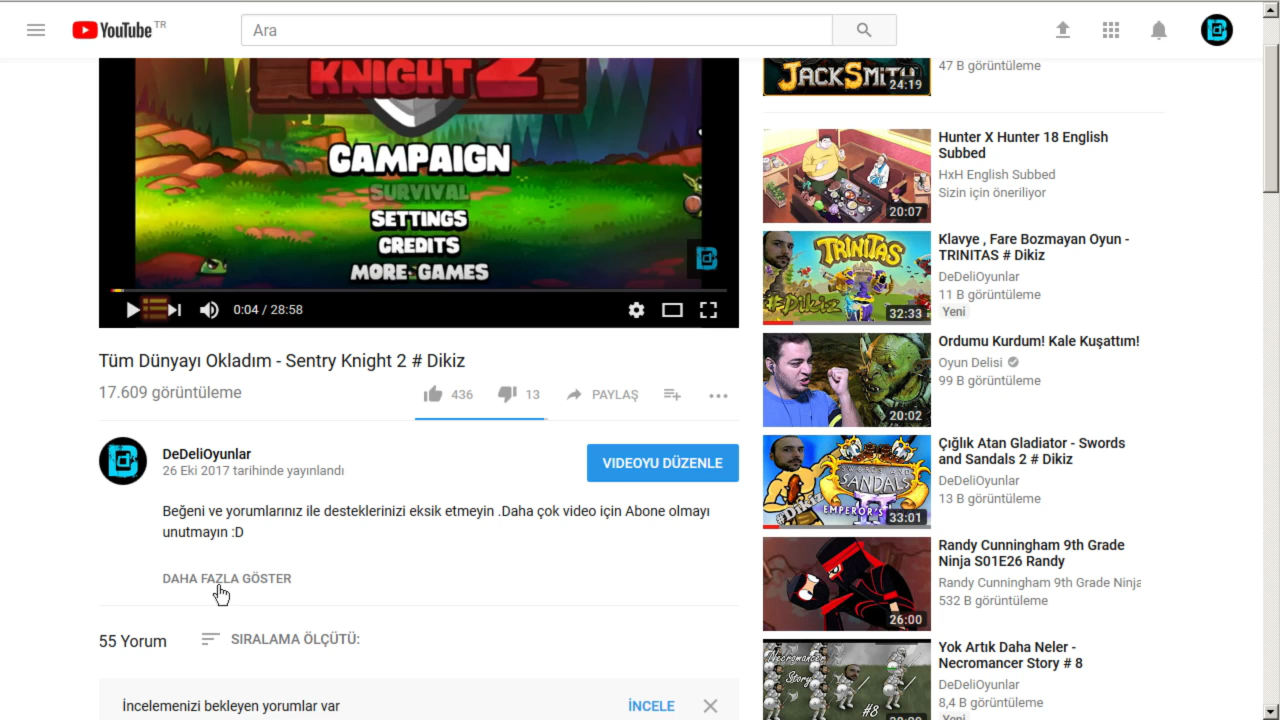 YouTube TR
Ara
KNIGHT 2
CAMPAIGN
SURVIVAL
SETTINGS
CREDITS
MORE GAMES
0:04 / 28:58
Tüm Dünyayı Okladım - Sentry Knight 2 # Dikiz
17.609 görüntüleme
436
13
PAYLAŞ
DeDeliOyunlar
26 Eki 2017 tarihinde yayınlandı
VIDEOYU DÜZENLE
Beğeni ve yorumlarınız ile desteklerinizi eksik etmeyin .Daha çok video için Abone olmayı
unutmayın :D
DAHA FAZLA GÖSTER
55 Yorum
SIRALAMA ÖLÇÜTÜ:
İncelemenizi bekleyen yorumlar var
İNCELE
JACKSMITH
24:19
47 B görüntüleme
20:07
Hunter X Hunter 18 English
Subbed
HxH English Subbed
Sizin için öneriliyor
TRINITAS
#Dikiz
32:33
Klavye , Fare Bozmayan Oyun -
TRINITAS # Dikiz
DeDeliOyunlar
11 B görüntüleme
Yeni
20:02
Ordumu Kurdum! Kale Kuşattım!
Oyun Delisi
99 B görüntüleme
SWORDS AND
SANDALS
EMPEROR'S
#Dikiz
33:01
Çığlık Atan Gladiator - Swords
and Sandals 2 # Dikiz
DeDeliOyunlar
13 B görüntüleme
26:00
Randy Cunningham 9th Grade
Ninja S01E26 Randy
Randy Cunningham 9th Grade Ninja
532 B görüntüleme
Necromancer
Story
#8
Yok Artık Daha Neler -
Necromancer Story # 8
DeDeliOyunlar
8,4 B görüntüleme
Yeni